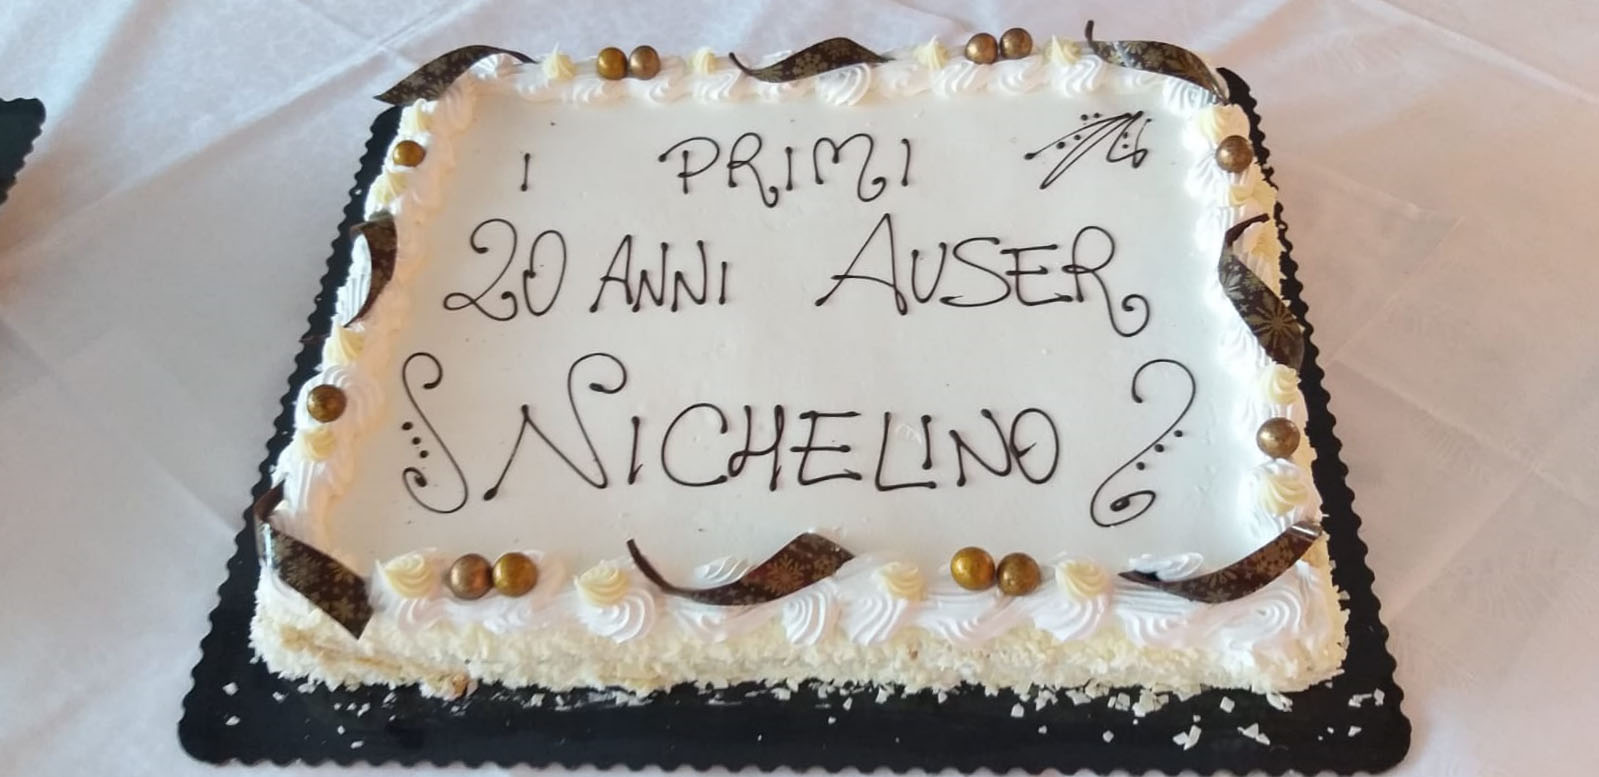 I PRIMI
20 ANNI AUSER
NICHELINO